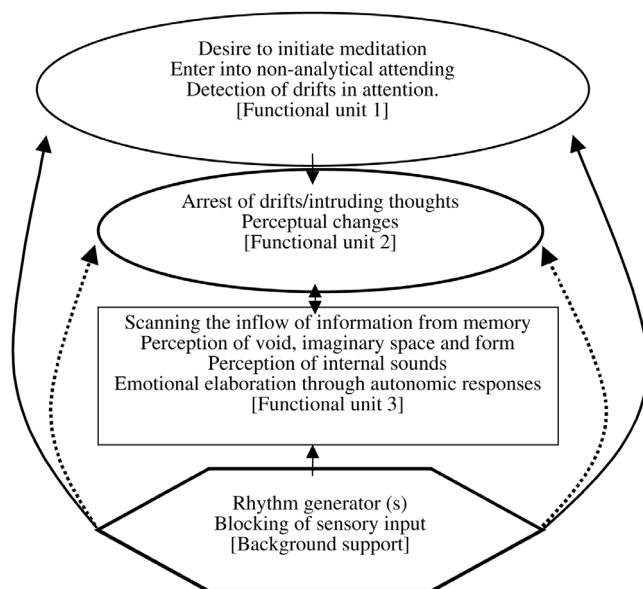 Desire to initiate meditation
Enter into non-analytical attending
Detection of drifts in attention.
[Functional unit 1]
Arrest of drifts/intruding thoughts
Perceptual changes
[Functional unit 2]
Scanning the inflow of information from memory
Perception of void, imaginary space and form
Perception of internal sounds
Emotional elaboration through autonomic responses
[Functional unit 3]
Rhythm generator (s)
Blocking of sensory input
[Background support]